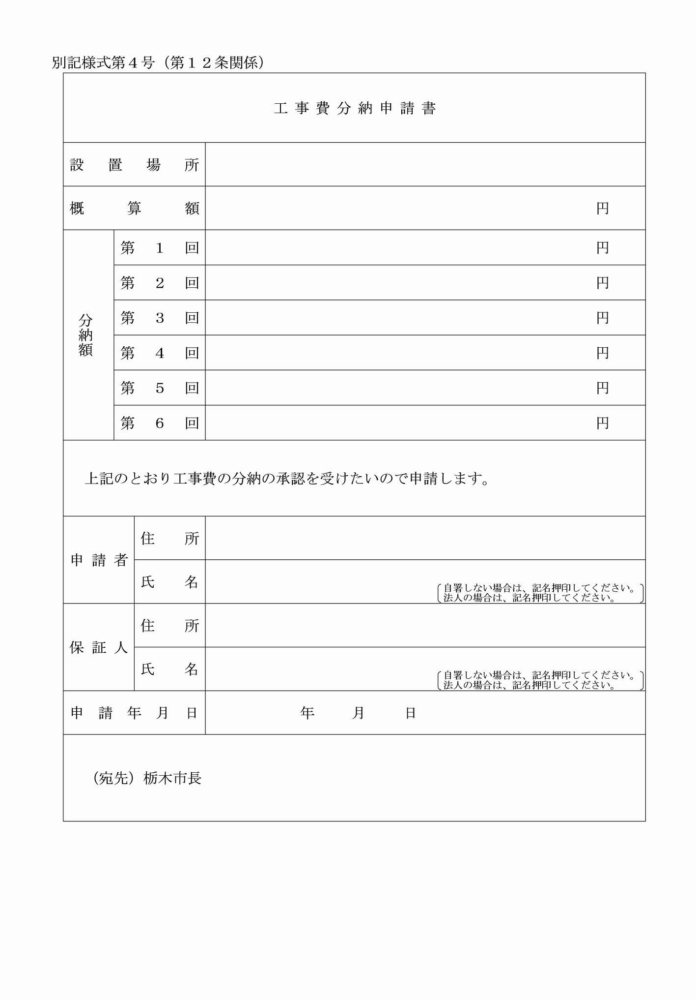 別記様式第４号（第１２条関係）
工事費分納申請書
設置場所
概算額 円
分納額
第１回 円
第２回 円
第３回 円
第４回 円
第５回 円
第６回 円
上記のとおり工事費の分納の承認を受けたいので申請します。
申請者
住所
氏名
自署しない場合は、記名押印してください。
法人の場合は、記名押印してください。
保証人
住所
氏名
自署しない場合は、記名押印してください。
法人の場合は、記名押印してください。
申請年月日 年 月 日
（宛先）栃木市長